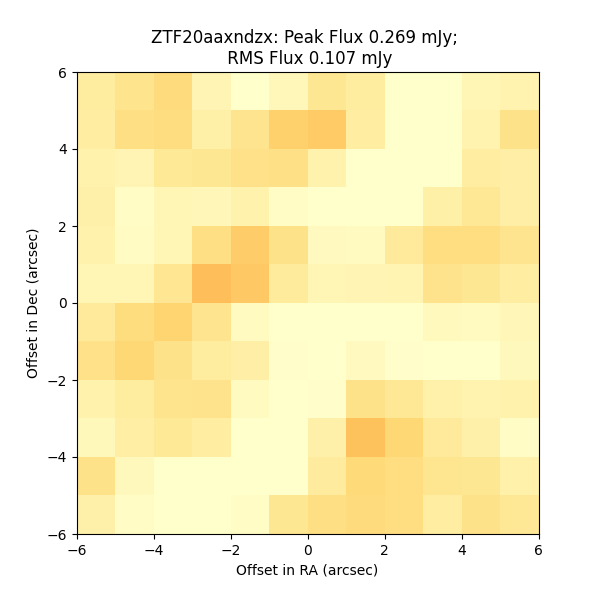 ZTF20aaxndzx: Peak Flux 0.269 mJy;
RMS Flux 0.107 mJy
6
4
2
0
−2
−4
−6
Offset in Dec (arcsec)
−6 −4 −2 0 2 4 6
Offset in RA (arcsec)